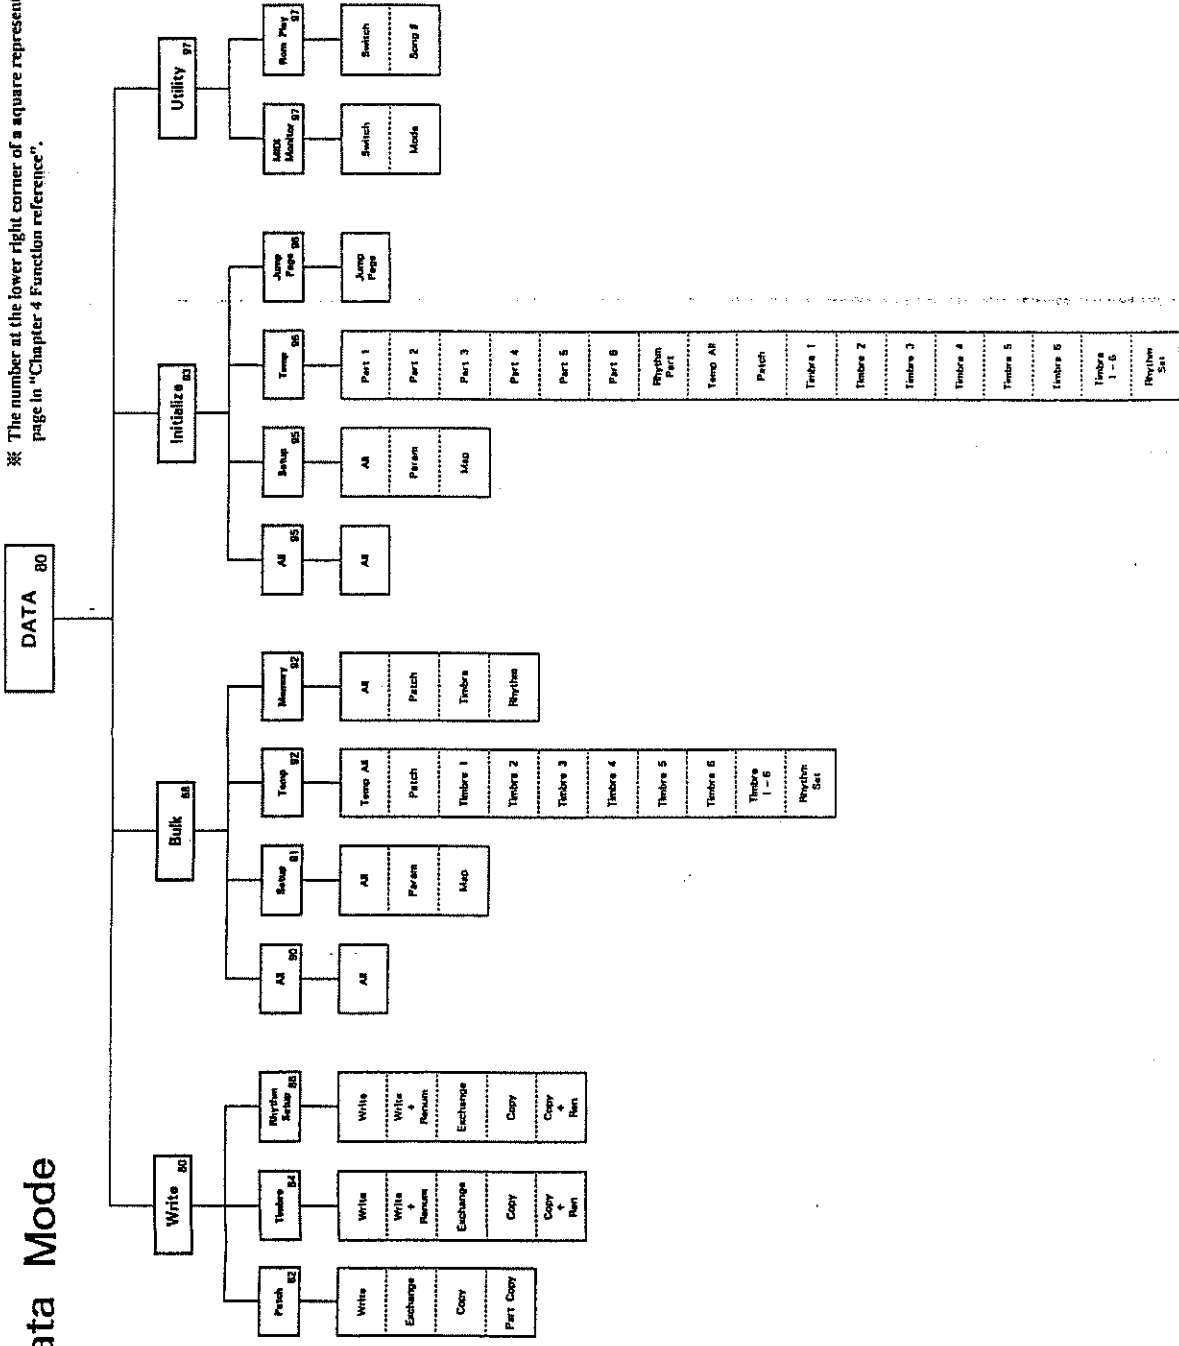 ata Mode
※ The number at the lower right corner of a aquare represent
page in "Chapter 4 Function reference".
DATA 80
Write 80
Patch 82
Write
Exchange
Copy
Part Copy
Timbre 84
Write
Write
+
Renum
Exchange
Copy
Copy
+
Ren
Rhythm
Setup 86
Write
Write
+
Renum
Exchange
Copy
Copy
+
Ren
Bulk 88
All 90
All
Setup 91
All
Param
Map
Temp 92
Temp All
Patch
Timbre 1
Timbre 2
Timbre 3
Timbre 4
Timbre 5
Timbre 6
Timbre
1 - 6
Rhythm
Set
Memory 92
All
Patch
Timbre
Rhythm
Initialize 93
All 95
All
Setup 95
All
Param
Map
Temp 96
Part 1
Part 2
Part 3
Part 4
Part 5
Part 6
Rhythm
Part
Temp All
Patch
Timbre 1
Timbre 2
Timbre 3
Timbre 4
Timbre 5
Timbre 6
Timbre
1 - 6
Rhythm
Set
Jump
Page 96
Jump
Page
Utility 97
MIDI
Monitor 97
Switch
Mode
Rom Play
97
Switch
Song #